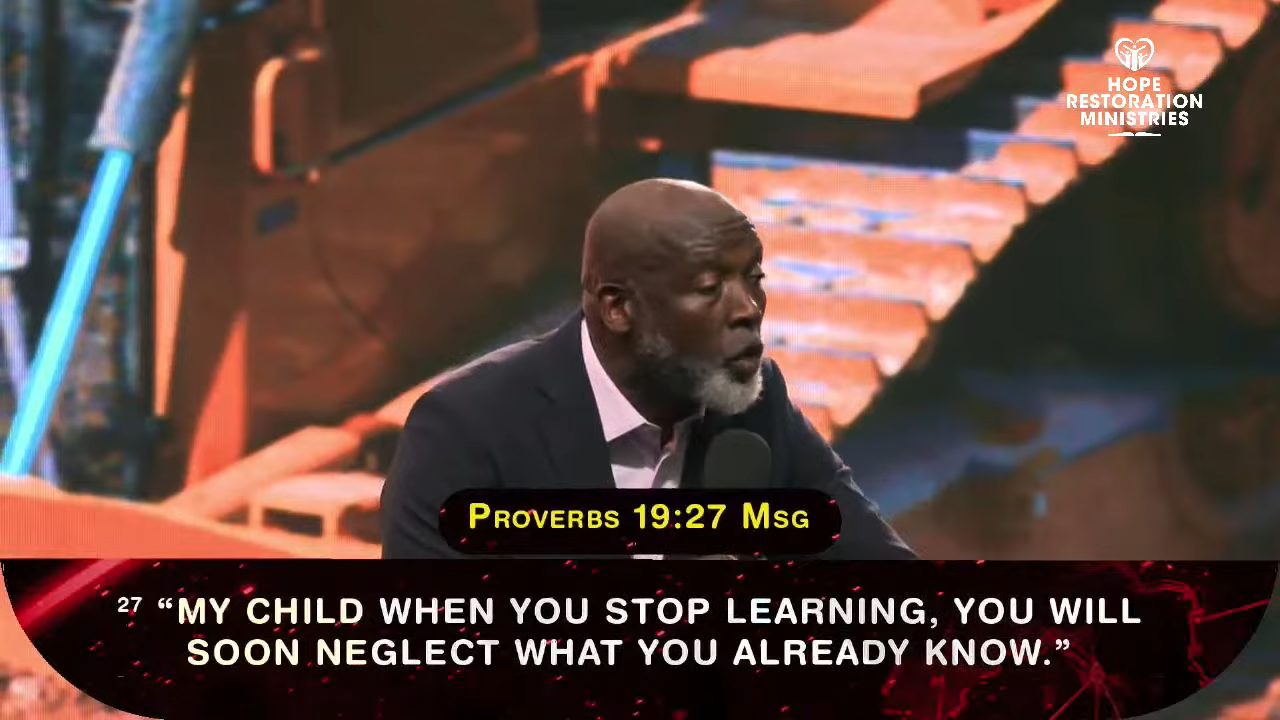 HOPE
RESTORATION
MINISTRIES
PROVERBS 19:27 MSG
27 “MY CHILD WHEN YOU STOP LEARNING, YOU WILL
SOON NEGLECT WHAT YOU ALREADY KNOW.”